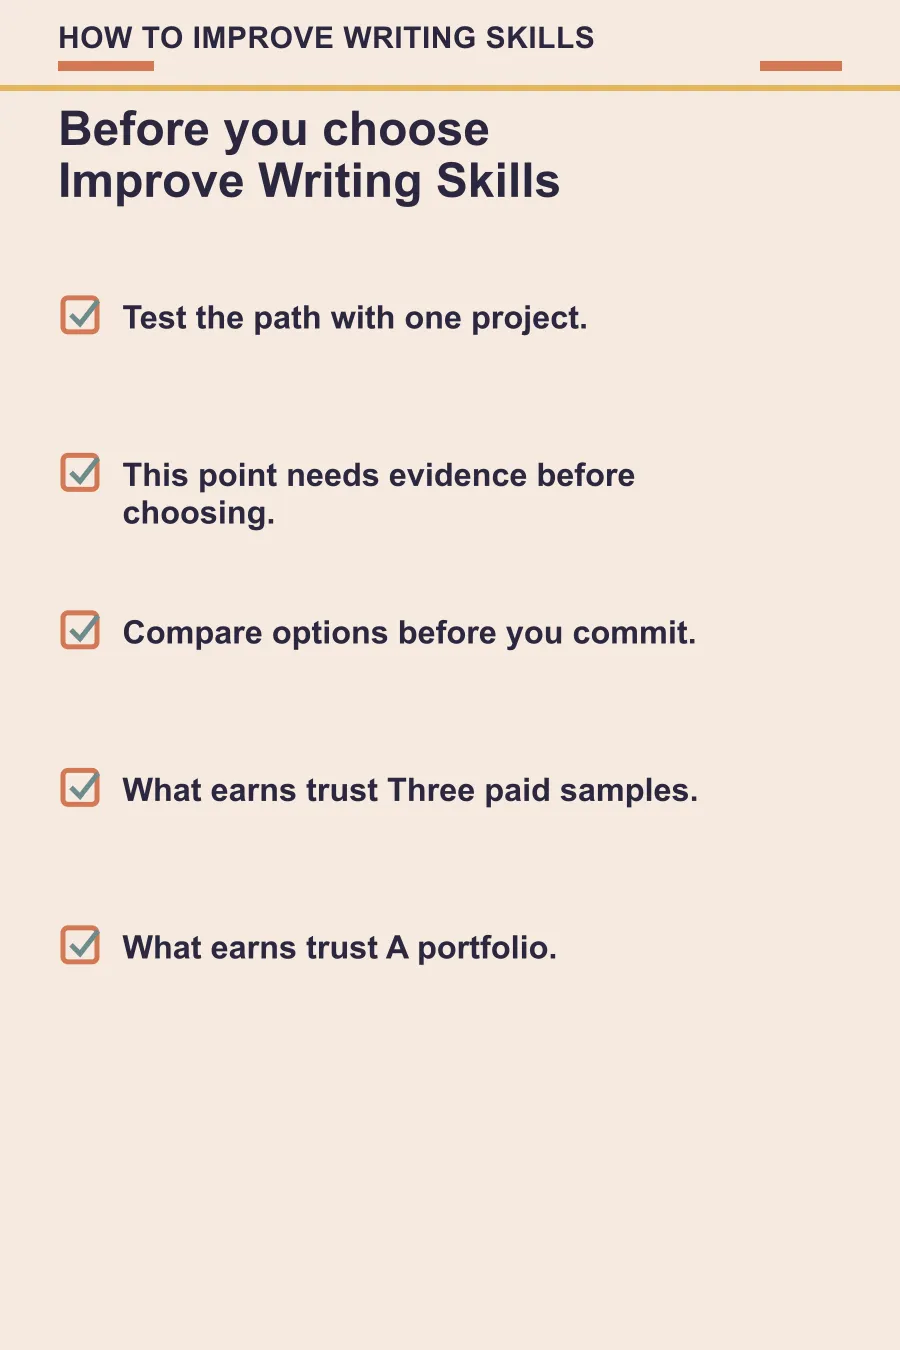 HOW TO IMPROVE WRITING SKILLS
Before you choose
Improve Writing Skills
Test the path with one project.
This point needs evidence before
choosing.
Compare options before you commit.
What earns trust Three paid samples.
What earns trust A portfolio.